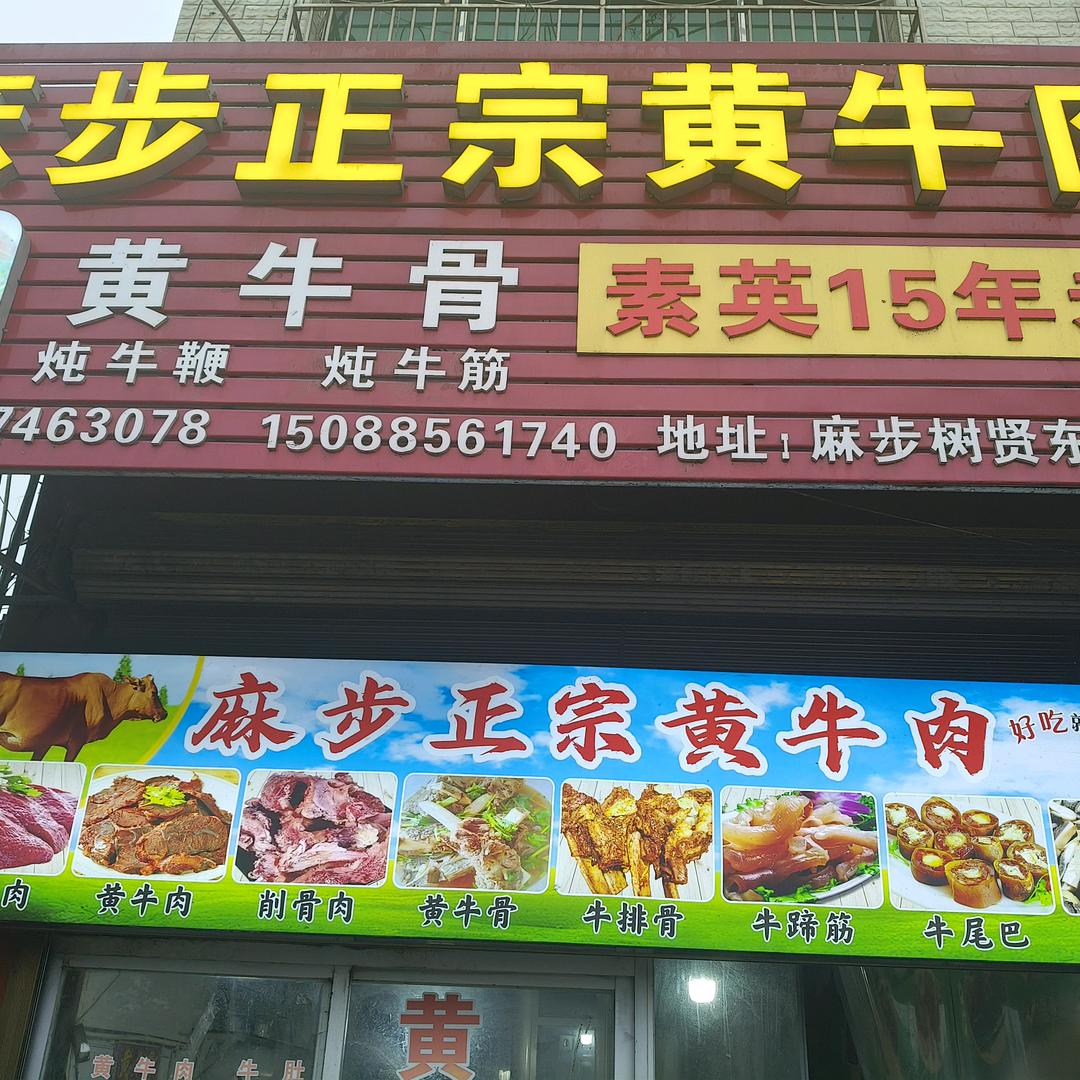 麻步正宗黄牛肉
黄牛骨
素英15年
炖牛鞭 炖牛筋
7463078 15088561740 地址:麻步树贤东
麻步正宗黄牛肉
好吃
肉 黄牛肉 削骨肉 黄牛骨 牛排骨 牛蹄筋 牛尾巴
黄
黄牛肉 牛肚